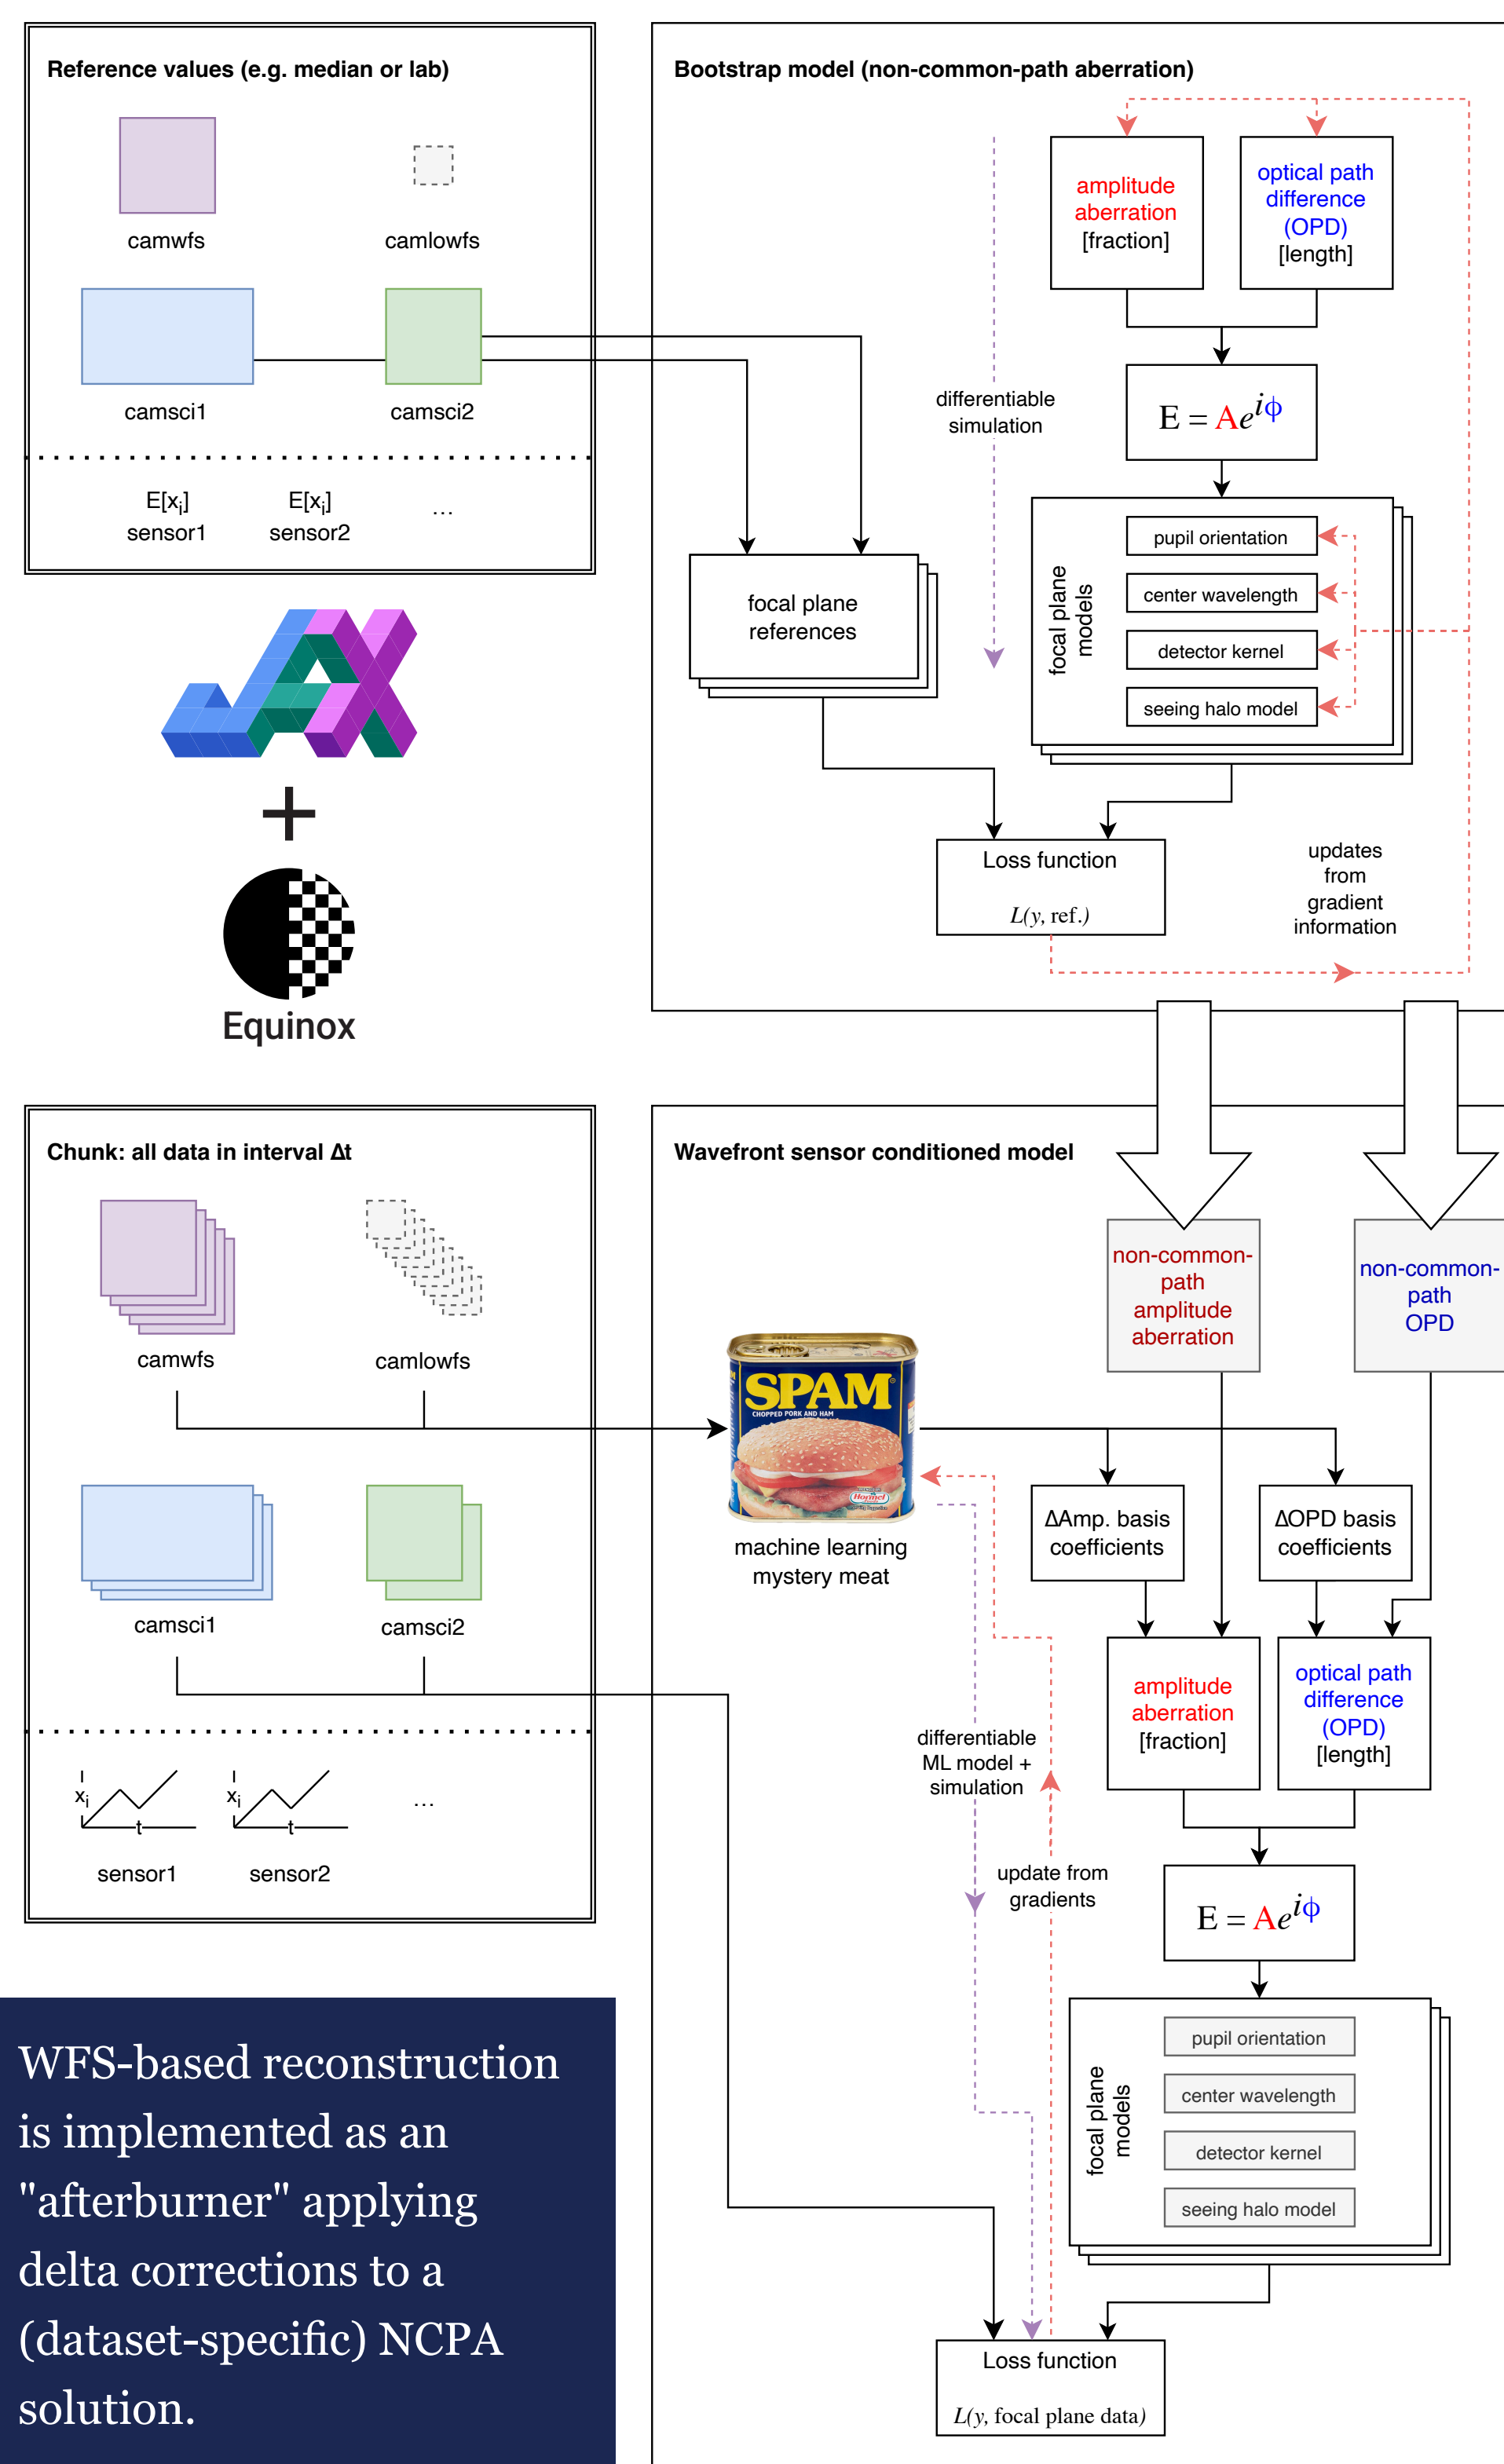 Reference values (e.g. median or lab)
camwfs
camlowfs
camsci1
camsci2
E[xi]
sensor1
E[xi]
sensor2
...
Equinox
Bootstrap model (non-common-path aberration)
amplitude
aberration
[fraction]
optical path
difference
(OPD)
[length]
differentiable
simulation
E = Ae^iϕ
focal plane
references
focal plane
models
pupil orientation
center wavelength
detector kernel
seeing halo model
Loss function
L(y, ref.)
updates
from
gradient
information
Chunk: all data in interval Δt
camwfs
camlowfs
camsci1
camsci2
xi
t
sensor1
xi
t
sensor2
...
Wavefront sensor conditioned model
non-common-
path
amplitude
aberration
non-common-
path
OPD
SPAM
CHOPPED PORK AND HAM
Hormel
machine learning
mystery meat
ΔAmp. basis
coefficients
ΔOPD basis
coefficients
amplitude
aberration
[fraction]
optical path
difference
(OPD)
[length]
differentiable
ML model +
simulation
update from
gradients
E = Ae^iϕ
focal plane
models
pupil orientation
center wavelength
detector kernel
seeing halo model
Loss function
L(y, focal plane data)
WFS-based reconstruction
is implemented as an
"afterburner" applying
delta corrections to a
(dataset-specific) NCPA
solution.